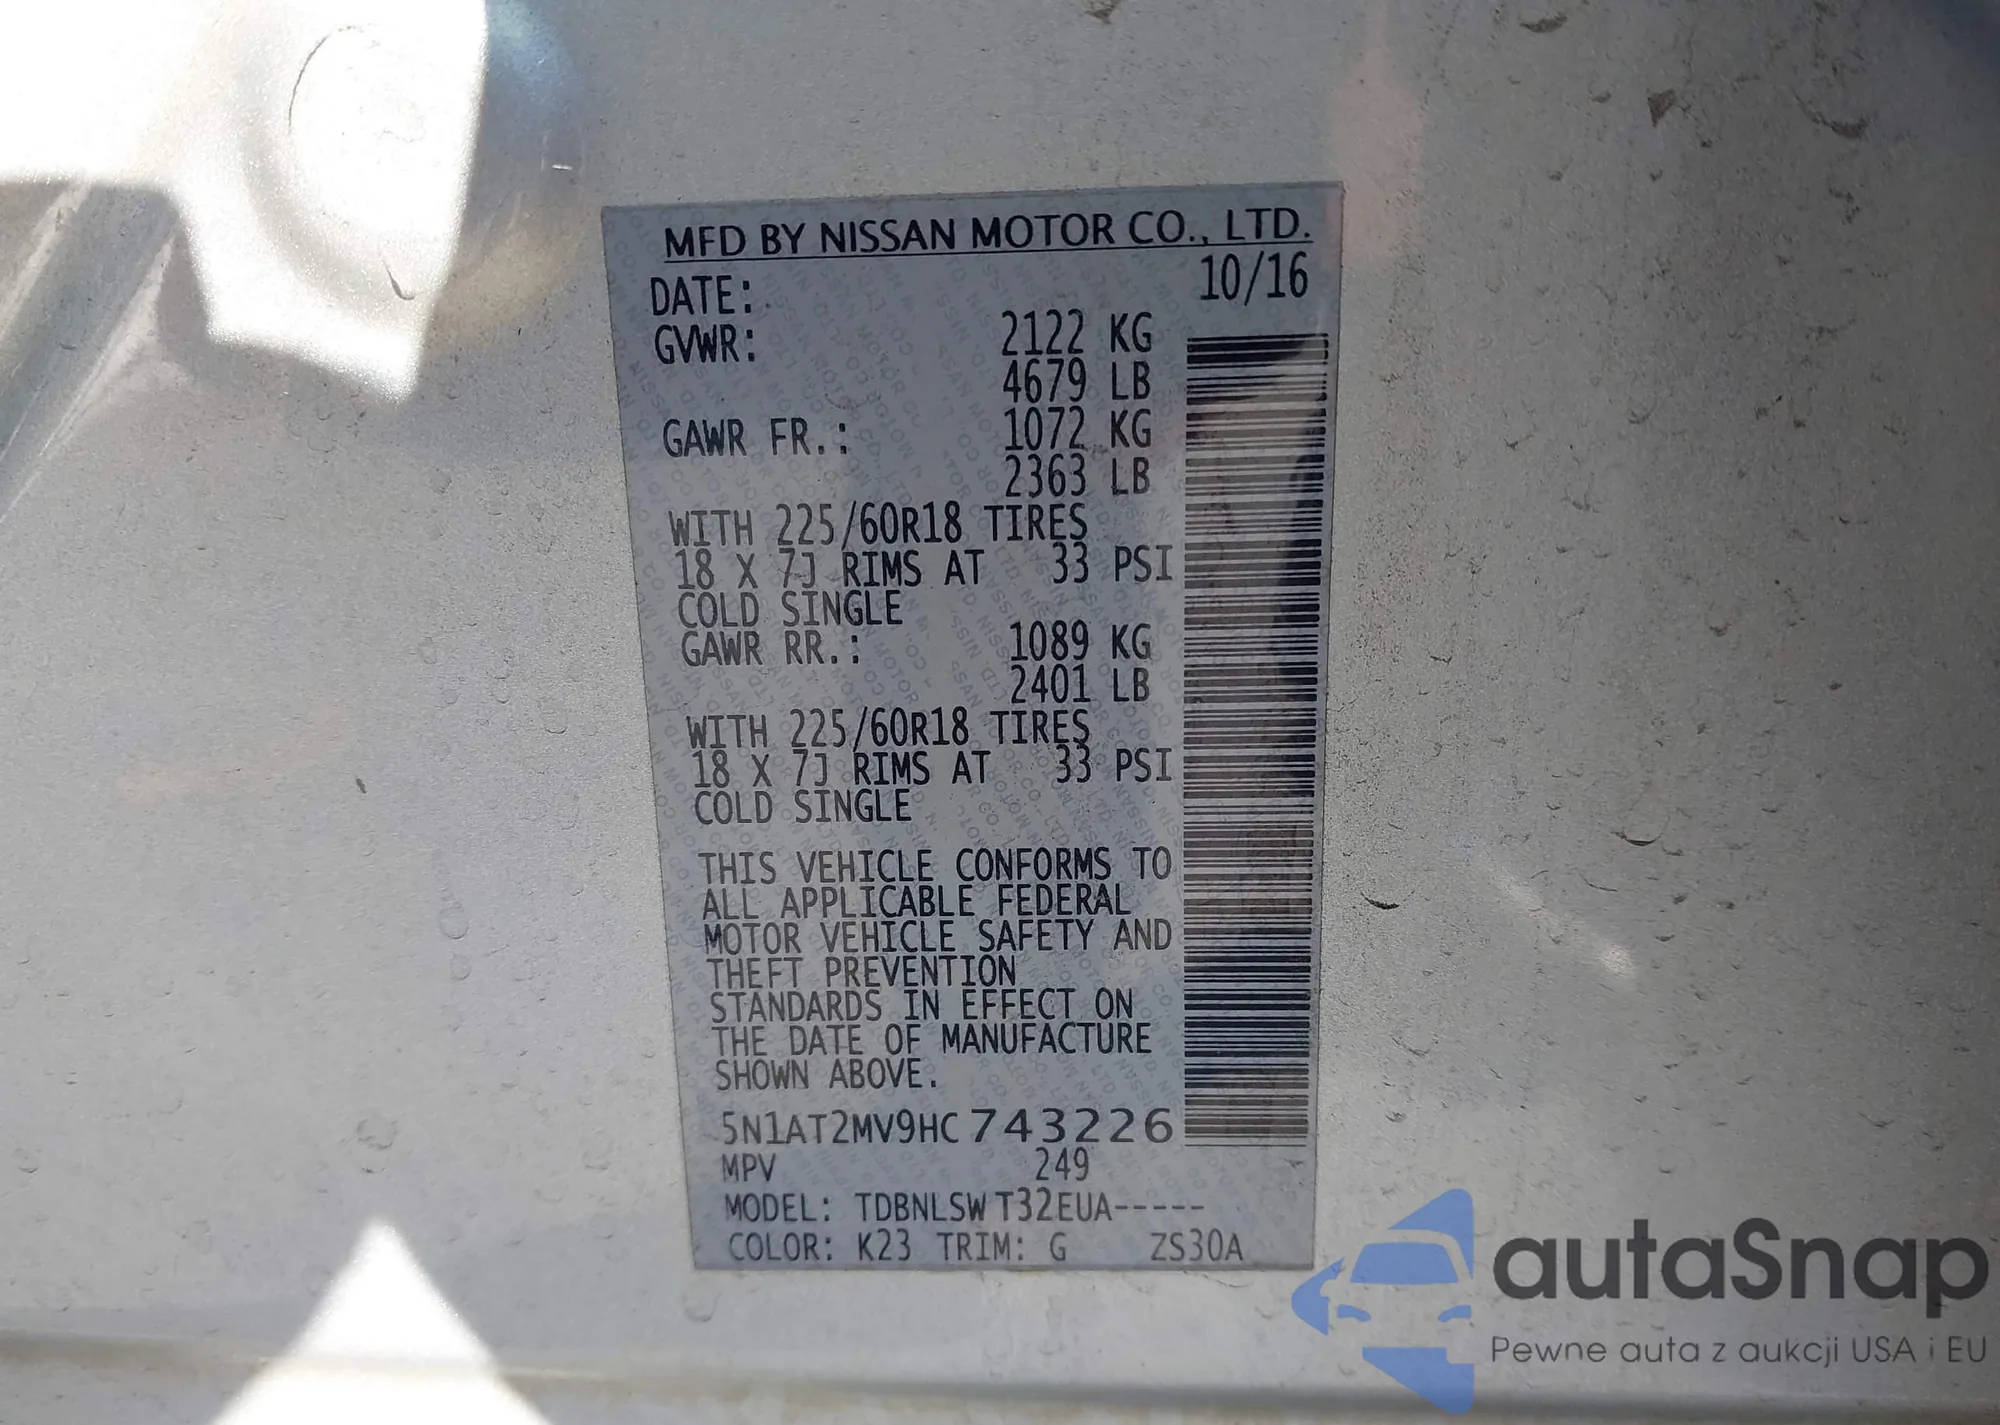 MFD BY NISSAN MOTOR CO., LTD.
DATE: 10/16
GVWR: 2122 KG
4679 LB
GAWR FR.: 1072 KG
2363 LB
WITH 225/60R18 TIRES
18 X 7J RIMS AT 33 PSI
COLD SINGLE
GAWR RR.: 1089 KG
2401 LB
WITH 225/60R18 TIRES
18 X 7J RIMS AT 33 PSI
COLD SINGLE
THIS VEHICLE CONFORMS TO
ALL APPLICABLE FEDERAL
MOTOR VEHICLE SAFETY AND
THEFT PREVENTION
STANDARDS IN EFFECT ON
THE DATE OF MANUFACTURE
SHOWN ABOVE.
5N1AT2MV9HC743226
MPV 249
MODEL: TDBNLSW T32EUA-----
COLOR: K23 TRIM: G ZS30A
autaSnap
Pewne auta z aukcji USA i EU